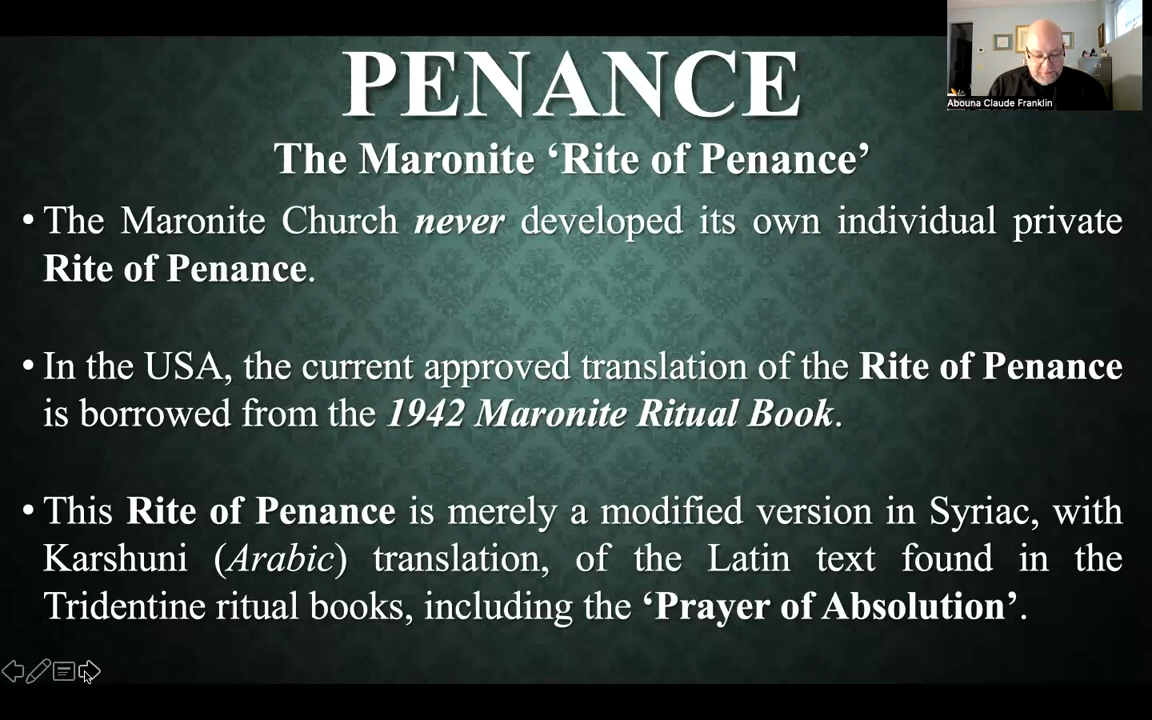 PENANCE
Abouna Claude Franklin
The Maronite ‘Rite of Penance’
• The Maronite Church never developed its own individual private
Rite of Penance.
• In the USA, the current approved translation of the Rite of Penance
is borrowed from the 1942 Maronite Ritual Book.
• This Rite of Penance is merely a modified version in Syriac, with
Karshuni (Arabic) translation, of the Latin text found in the
Tridentine ritual books, including the ‘Prayer of Absolution’.